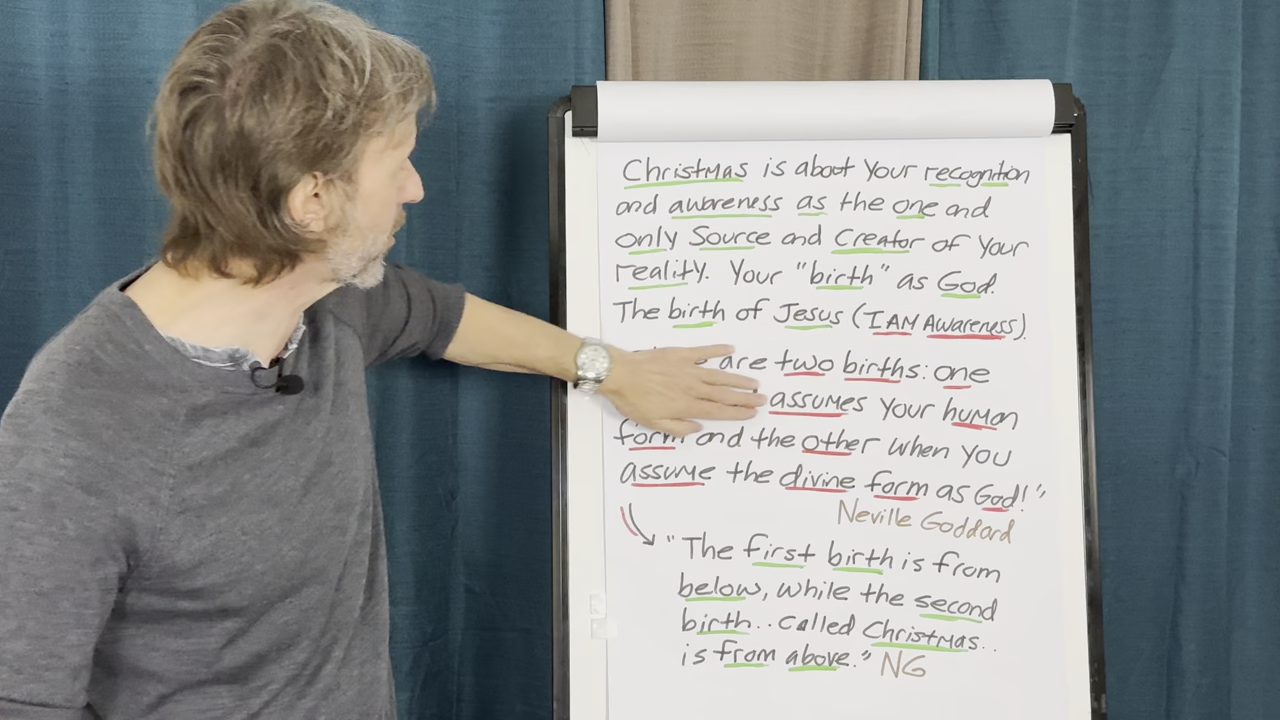 Christmas is about your recognition
and awareness as the one and
only Source and Creator of your
reality. Your "birth" as God.
The birth of Jesus (I AM Awareness).
are two births: one
assumes your human
form and the other when you
assume the divine form as God!"
Neville Goddard
"The first birth is from
below, while the second
birth.. called Christmas..
is from above." NG